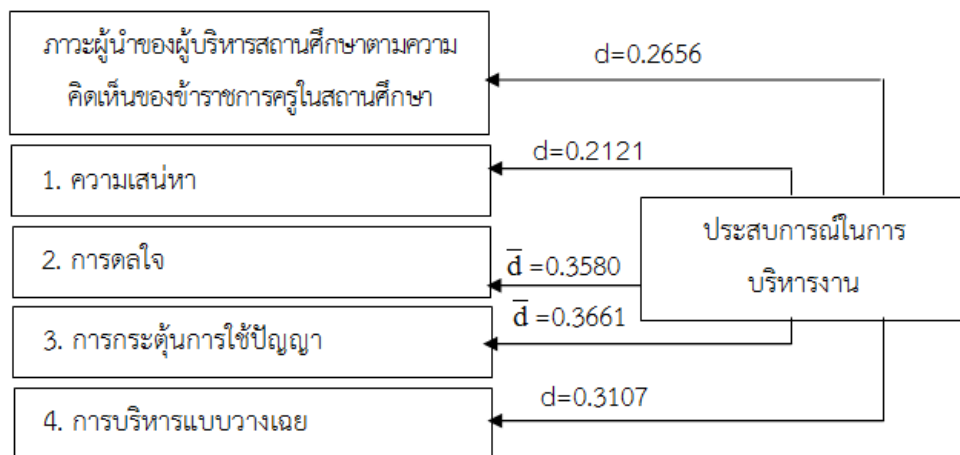 ภาวะผู้นำของผู้บริหารสถานศึกษาตามความ
คิดเห็นของข้าราชการครูในสถานศึกษา
d=0.2656
1. ความเสน่หา
d=0.2121
2. การดลใจ
d̅ =0.3580
3. การกระตุ้นการใช้ปัญญา
d̅ =0.3661
4. การบริหารแบบวางเฉย
d=0.3107
ประสบการณ์ในการ
บริหารงาน